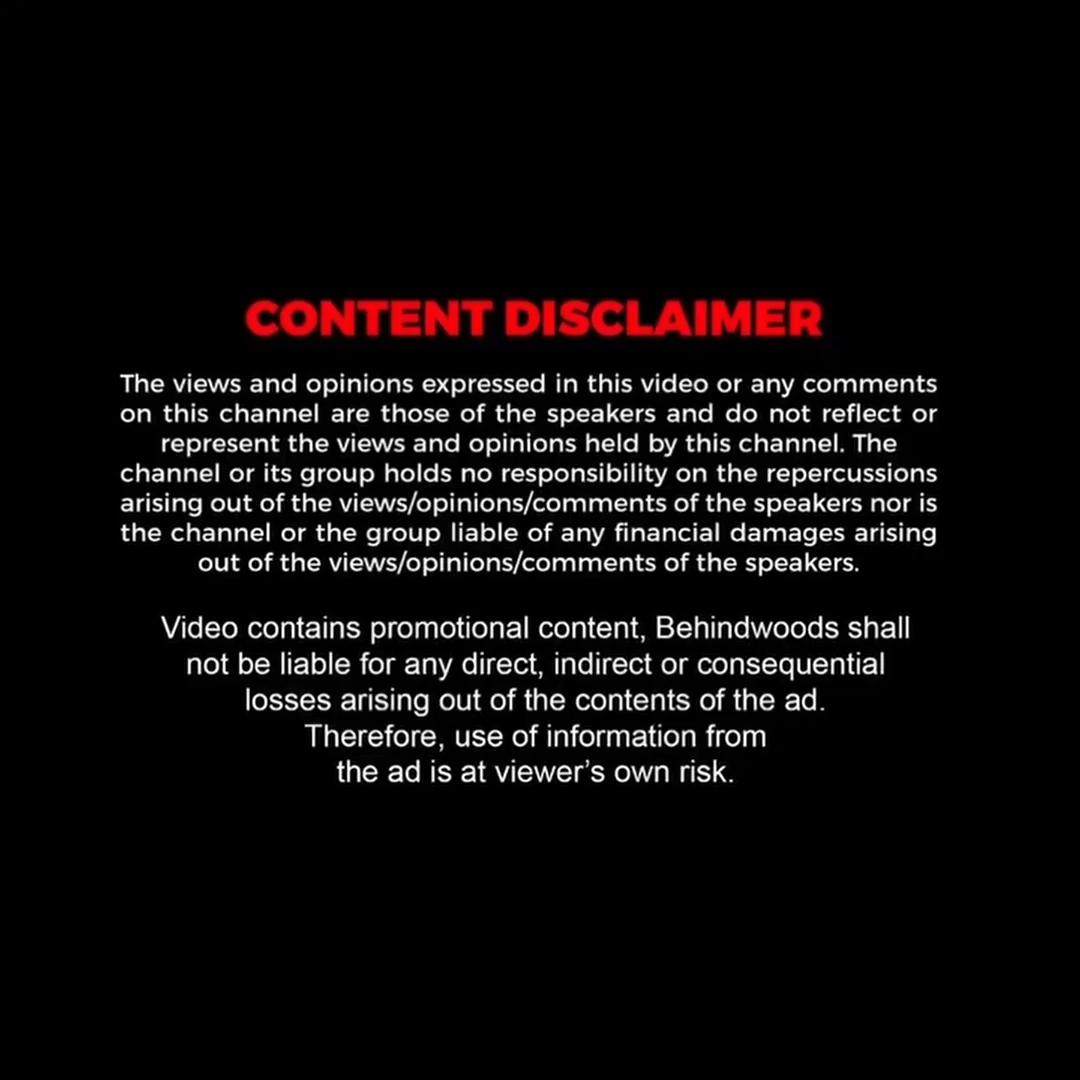 CONTENT DISCLAIMER
The views and opinions expressed in this video or any comments
on this channel are those of the speakers and do not reflect or
represent the views and opinions held by this channel. The
channel or its group holds no responsibility on the repercussions
arising out of the views/opinions/comments of the speakers nor is
the channel or the group liable of any financial damages arising
out of the views/opinions/comments of the speakers.
Video contains promotional content, Behindwoods shall
not be liable for any direct, indirect or consequential
losses arising out of the contents of the ad.
Therefore, use of information from
the ad is at viewer’s own risk.